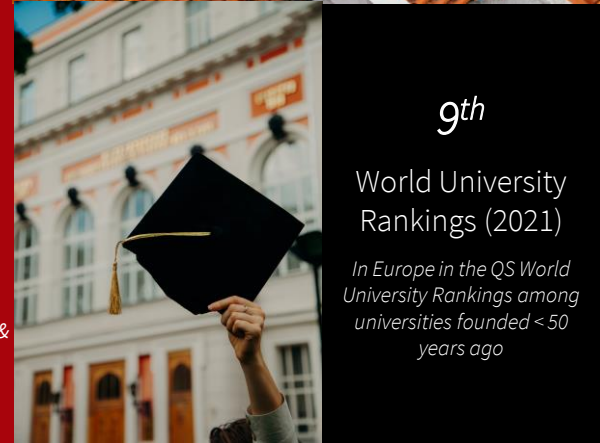 &
9th
World University
Rankings (2021)
In Europe in the QS World
University Rankings among
universities founded < 50
years ago